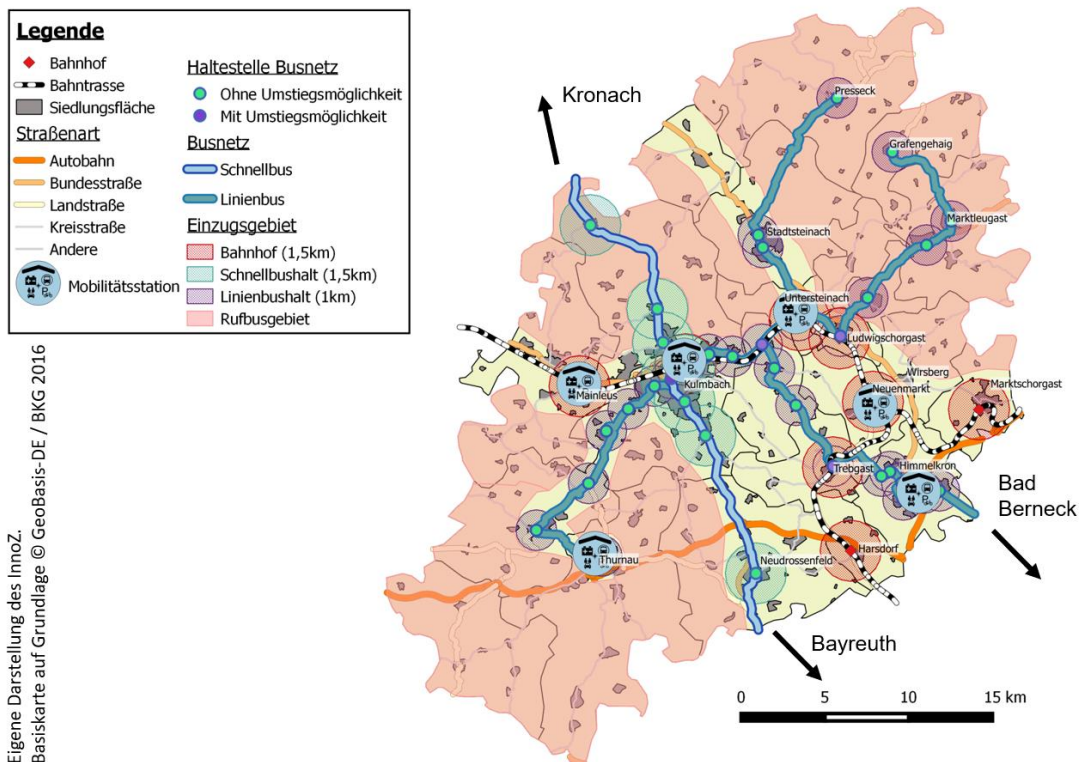 Legende
Bahnhof
Bahntrasse
Siedlungsfläche
Straßenart
Autobahn
Bundesstraße
Landstraße
Kreisstraße
Andere
Mobilitätsstation
Haltestelle Busnetz
Ohne Umstiegsmöglichkeit
Mit Umstiegsmöglichkeit
Busnetz
Schnellbus
Linienbus
Einzugsgebiet
Bahnhof (1,5km)
Schnellbushalt (1,5km)
Linienbushalt (1km)
Rufbusgebiet
Kronach
Presseck
Grafengehaig
Marktleugast
Stadtsteinach
Untersteinach
Ludwigschorgast
Wirsberg
Kulmbach
Mainleus
Neuenmarkt
Marktschorgast
Trebgast
Himmelkron
Bad
Berneck
Harsdorf
Thurnau
Neudrossenfeld
Bayreuth
0 5 10 15 km
Eigene Darstellung des InnoZ.
Basiskarte auf Grundlage © GeoBasis-DE / BKG 2016